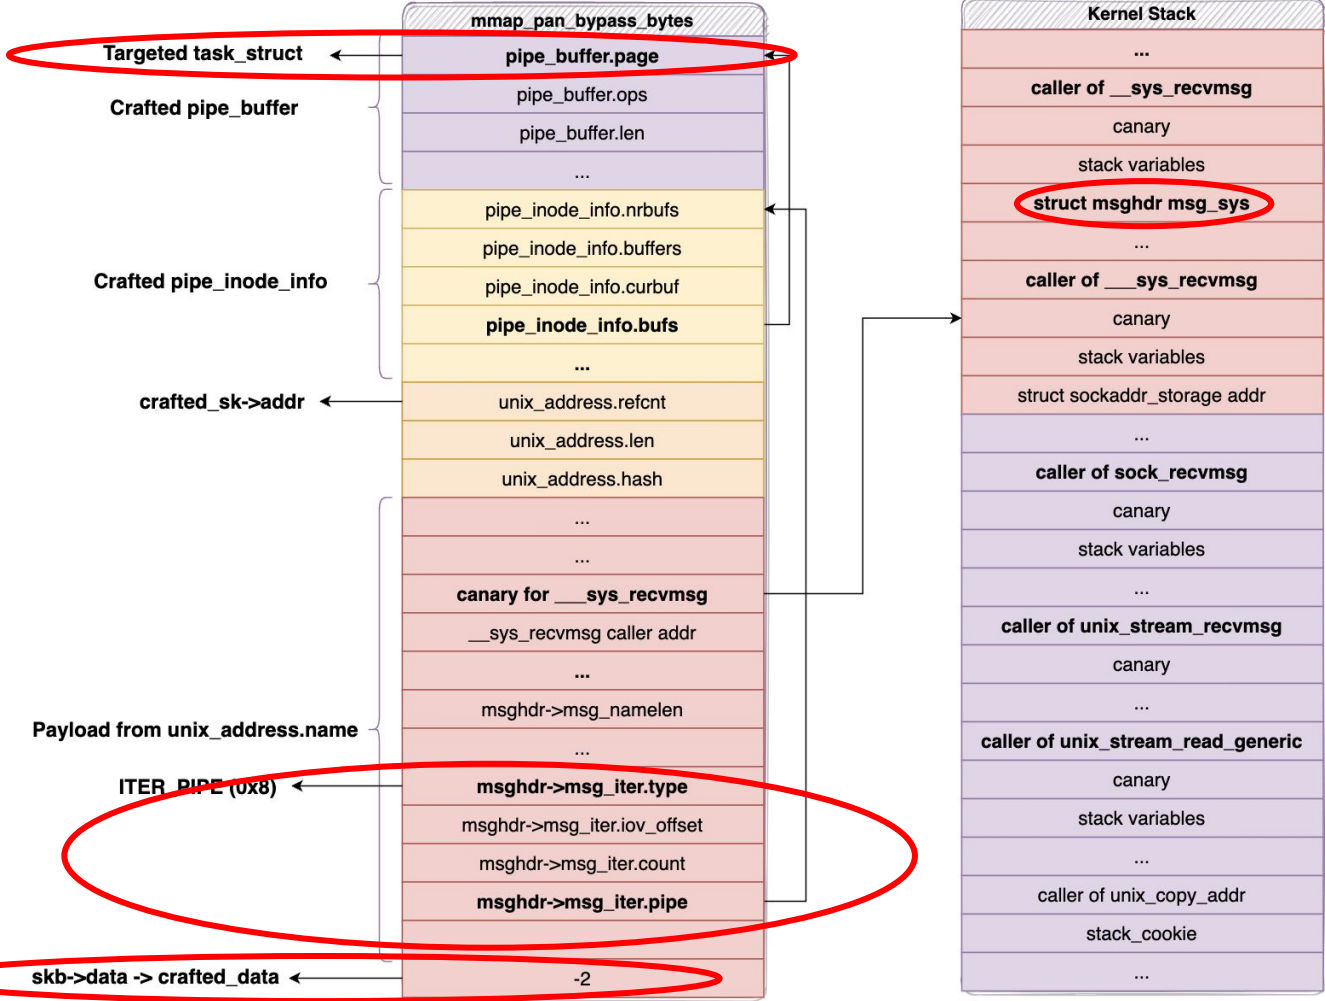 mmap_pan_bypass_bytes
Targeted task_struct
pipe_buffer.page
Crafted pipe_buffer
pipe_buffer.ops
pipe_buffer.len
...
pipe_inode_info.nrbufs
pipe_inode_info.buffers
Crafted pipe_inode_info
pipe_inode_info.curbuf
pipe_inode_info.bufs
...
crafted_sk->addr
unix_address.refcnt
unix_address.len
unix_address.hash
...
...
canary for ___sys_recvmsg
__sys_recvmsg caller addr
...
msghdr->msg_namelen
Payload from unix_address.name
...
ITER_PIPE (0x8)
msghdr->msg_iter.type
msghdr->msg_iter.iov_offset
msghdr->msg_iter.count
msghdr->msg_iter.pipe
skb->data -> crafted_data
-2
Kernel Stack
...
caller of __sys_recvmsg
canary
stack variables
struct msghdr msg_sys
...
caller of ___sys_recvmsg
canary
stack variables
struct sockaddr_storage addr
...
caller of sock_recvmsg
canary
stack variables
...
caller of unix_stream_recvmsg
canary
...
caller of unix_stream_read_generic
canary
stack variables
...
caller of unix_copy_addr
stack_cookie
...